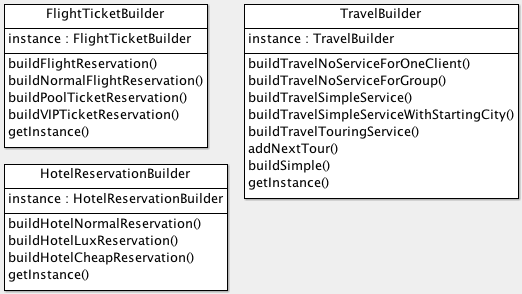 FlightTicketBuilder
instance : FlightTicketBuilder
buildFlightReservation()
buildNormalFlightReservation()
buildPoolTicketReservation()
buildVIPTicketReservation()
getInstance()
HotelReservationBuilder
instance : HotelReservationBuilder
buildHotelNormalReservation()
buildHotelLuxReservation()
buildHotelCheapReservation()
getInstance()
TravelBuilder
instance : TravelBuilder
buildTravelNoServiceForOneClient()
buildTravelNoServiceForGroup()
buildTravelSimpleService()
buildTravelSimpleServiceWithStartingCity()
buildTravelTouringService()
addNextTour()
buildSimple()
getInstance()